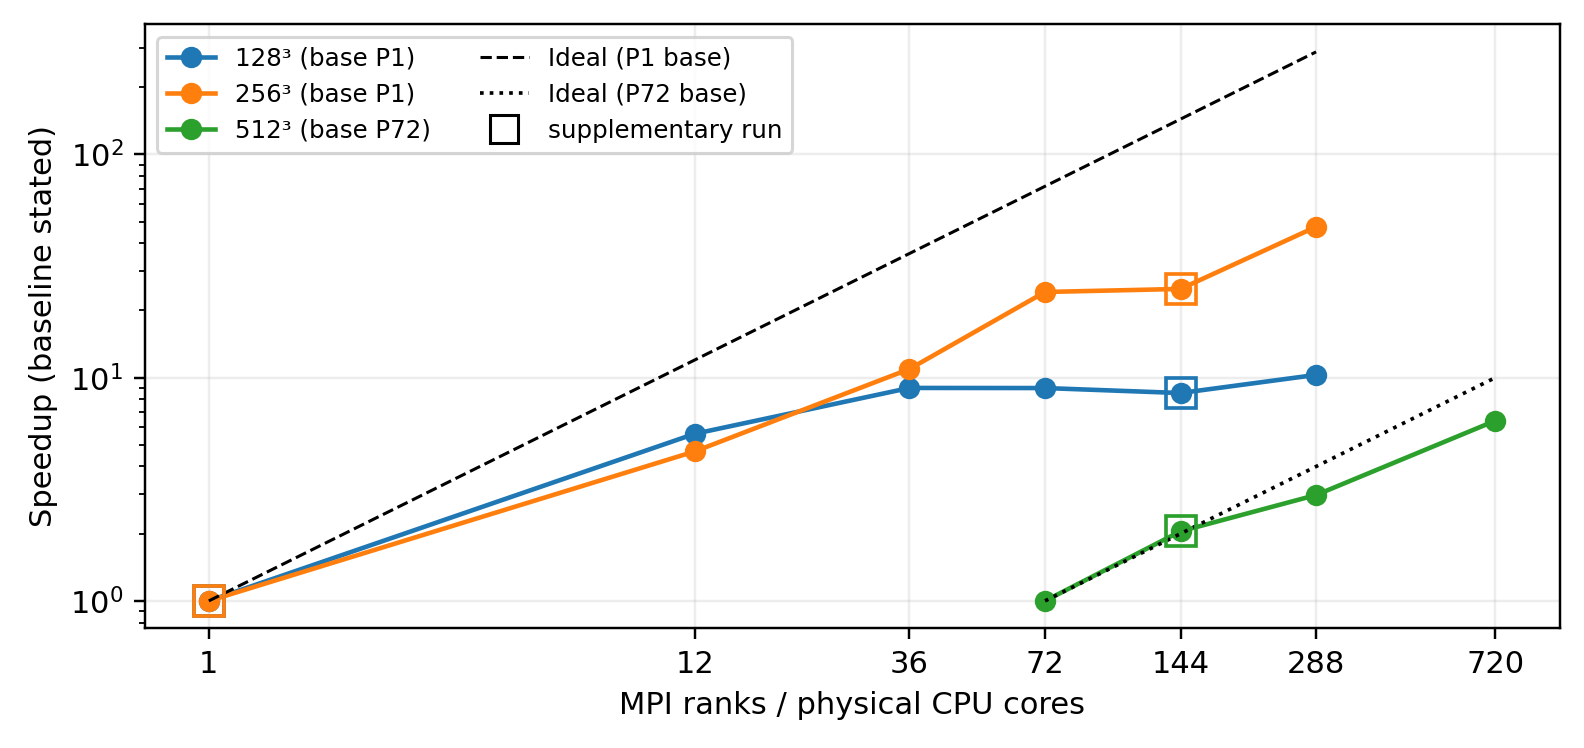 128³ (base P1)
256³ (base P1)
512³ (base P72)
Ideal (P1 base)
Ideal (P72 base)
supplementary run
Speedup (baseline stated)
10²
10¹
10⁰
1 12 36 72 144 288 720
MPI ranks / physical CPU cores